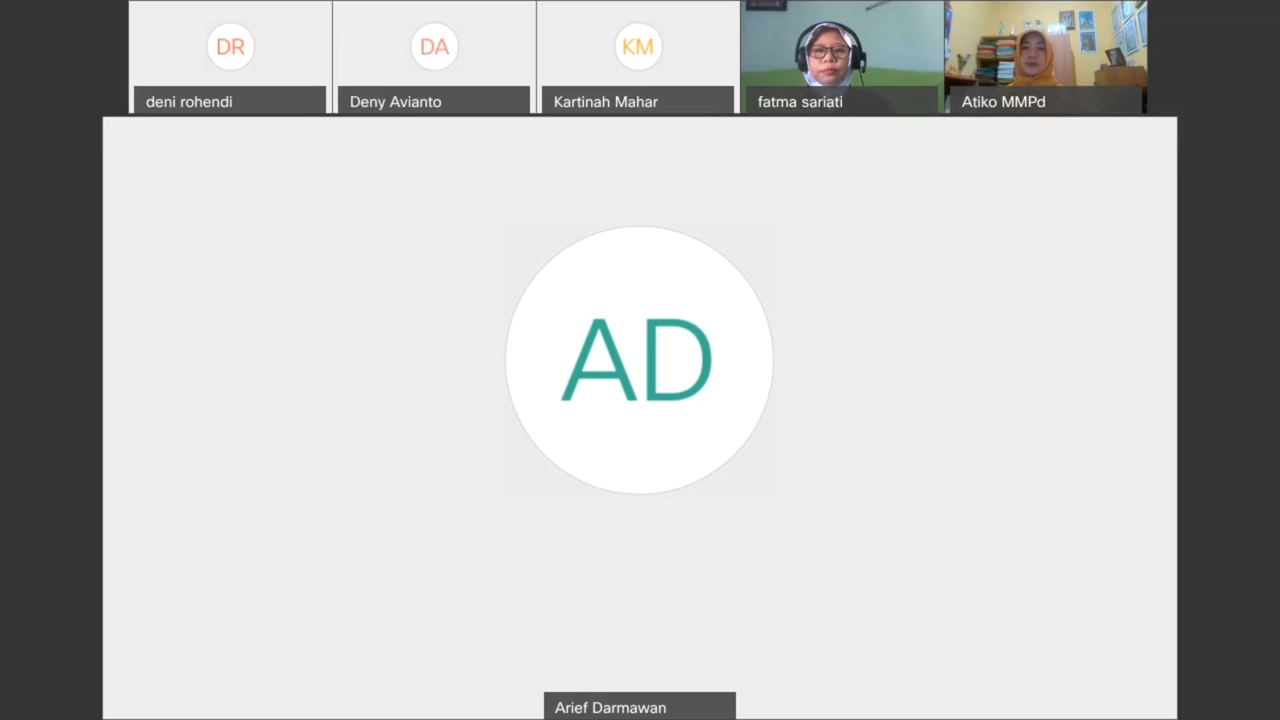 DR
DA
KM
deni rohendi
Deny Avianto
Kartinah Mahar
fatma sariati
Atiko MMPd
AD
Arief Darmawan